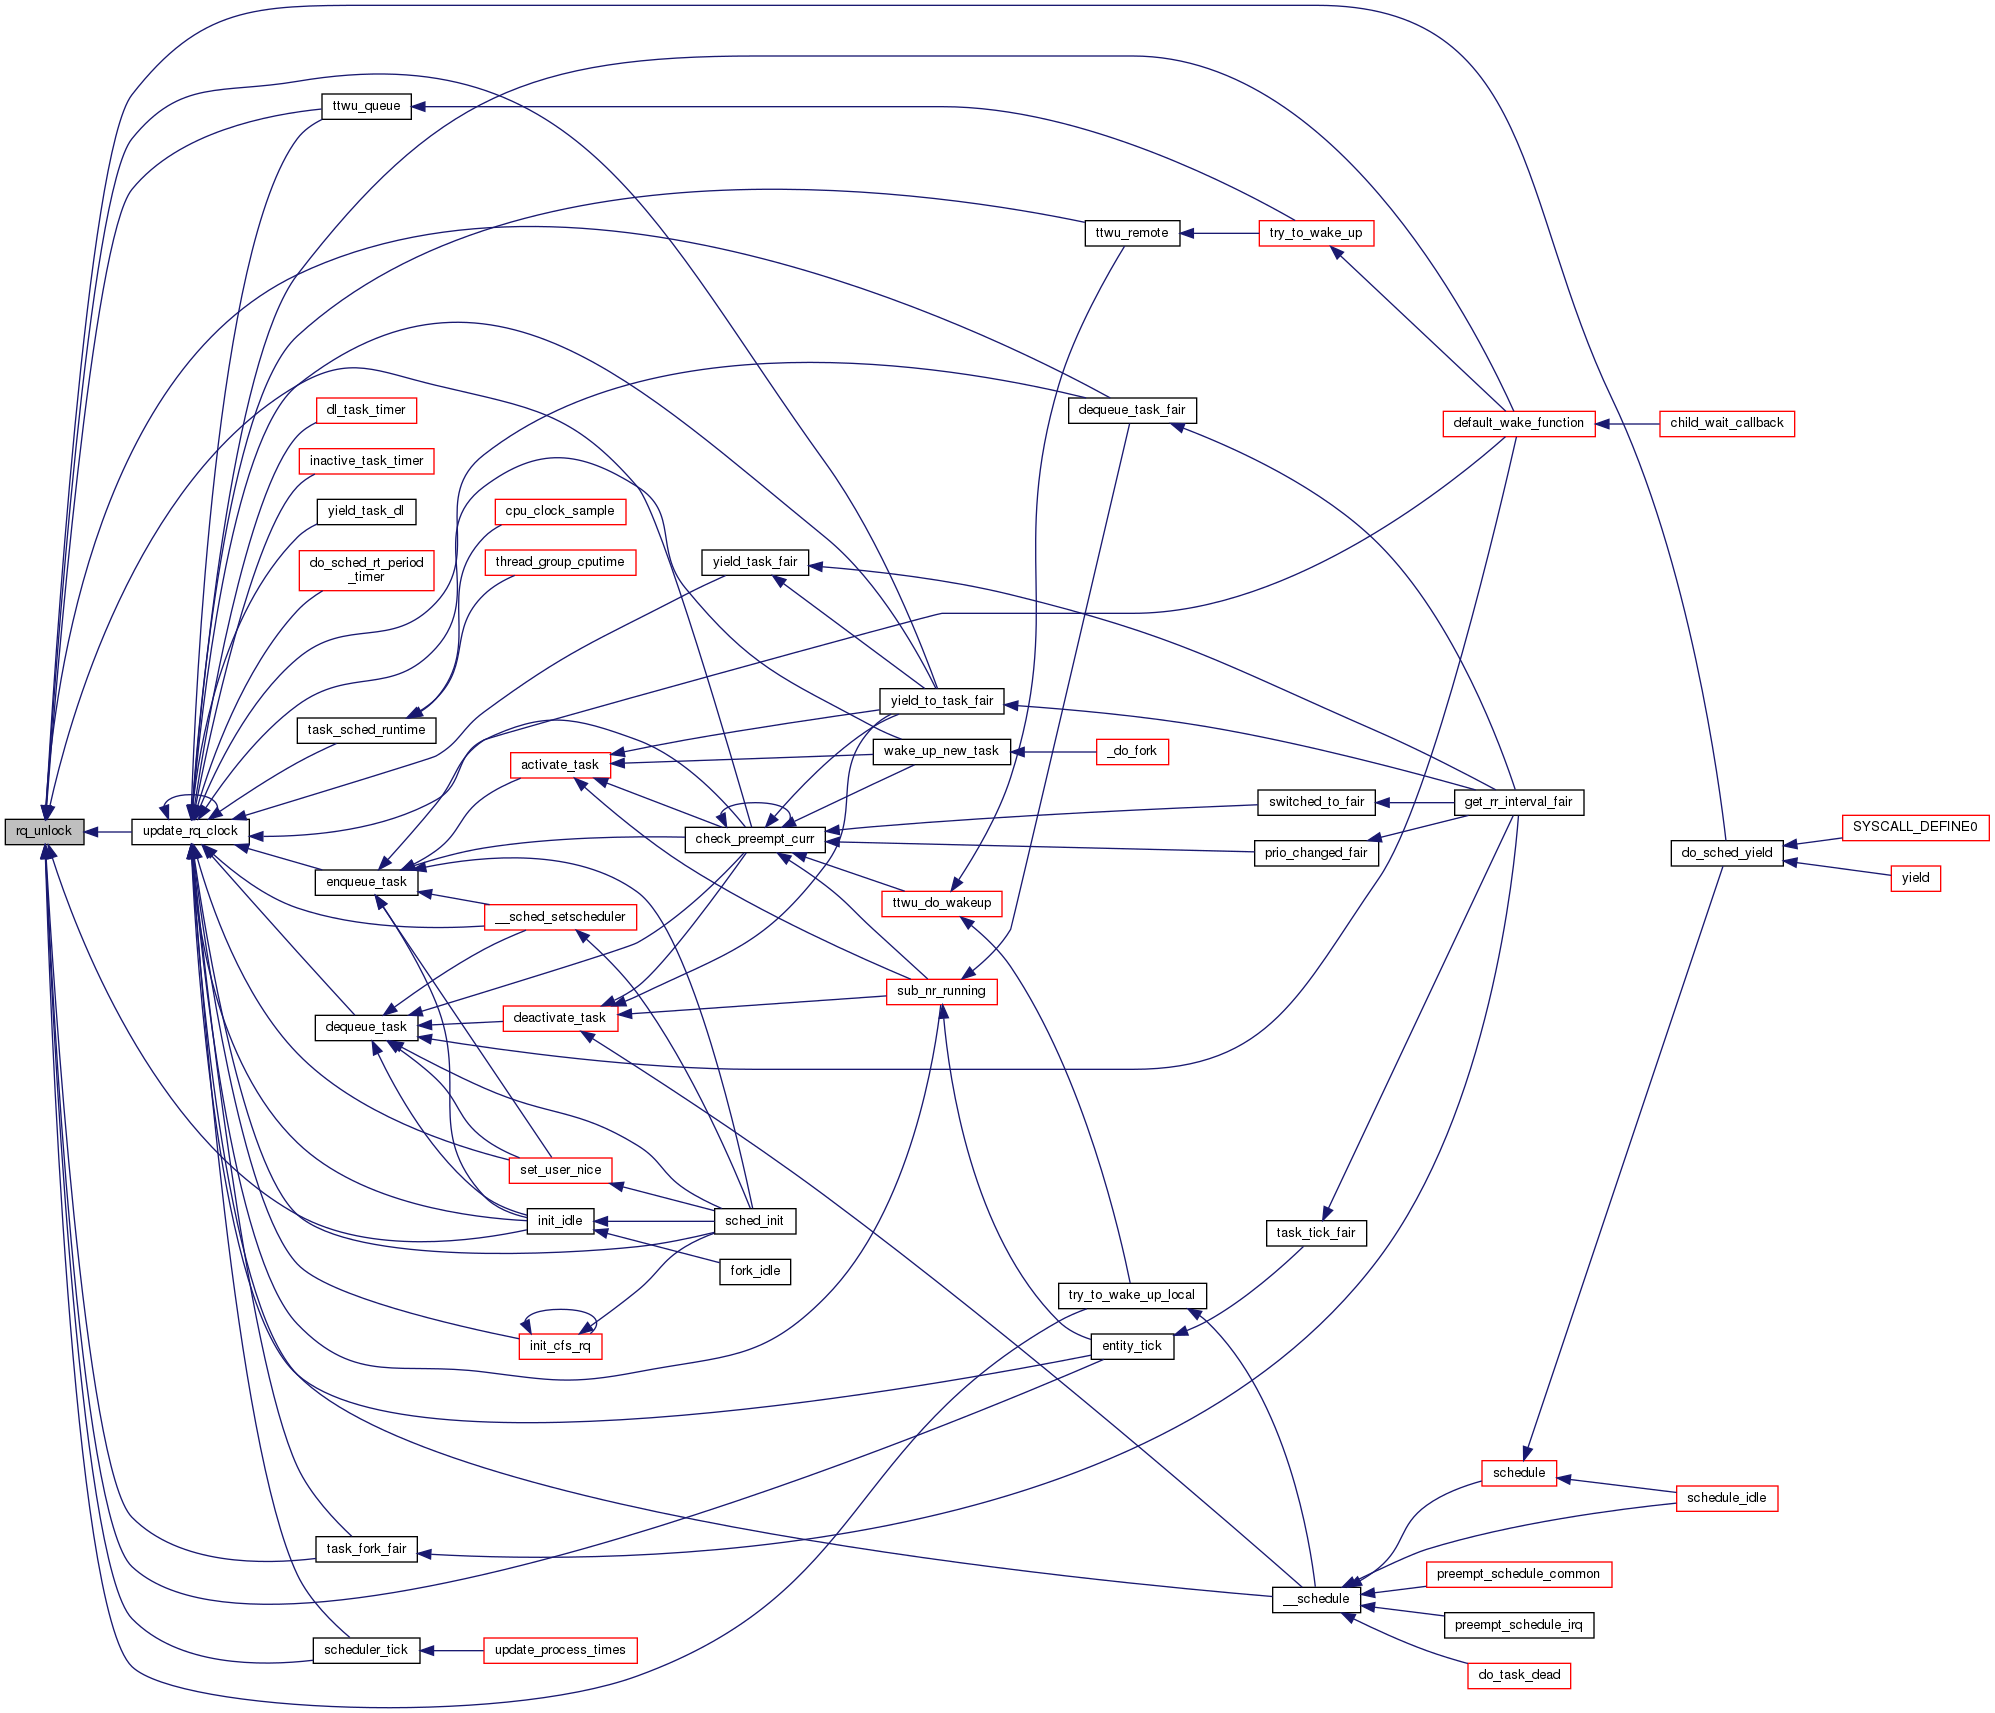 ttwu_queue
ttwu_remote
try_to_wake_up
dl_task_timer
dequeue_task_fair
default_wake_function
child_wait_callback
inactive_task_timer
yield_task_dl
cpu_clock_sample
do_sched_rt_period
_timer
thread_group_cputime
yield_task_fair
yield_to_task_fair
task_sched_runtime
wake_up_new_task
_do_fork
activate_task
switched_to_fair
get_rr_interval_fair
rq_unlock
update_rq_clock
check_preempt_curr
SYSCALL_DEFINE0
prio_changed_fair
do_sched_yield
enqueue_task
yield
ttwu_do_wakeup
__sched_setscheduler
sub_nr_running
deactivate_task
dequeue_task
set_user_nice
init_idle
sched_init
task_tick_fair
fork_idle
try_to_wake_up_local
init_cfs_rq
entity_tick
schedule
schedule_idle
task_fork_fair
preempt_schedule_common
__schedule
preempt_schedule_irq
scheduler_tick
update_process_times
do_task_dead